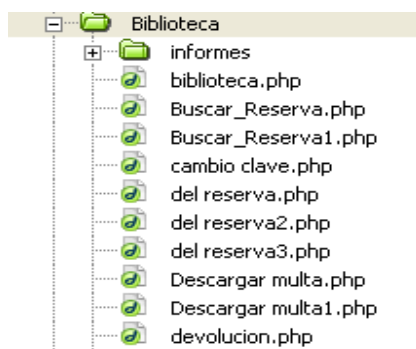 Biblioteca
informes
biblioteca.php
Buscar_Reserva.php
Buscar_Reserva1.php
cambio clave.php
del reserva.php
del reserva2.php
del reserva3.php
Descargar multa.php
Descargar multa1.php
devolucion.php